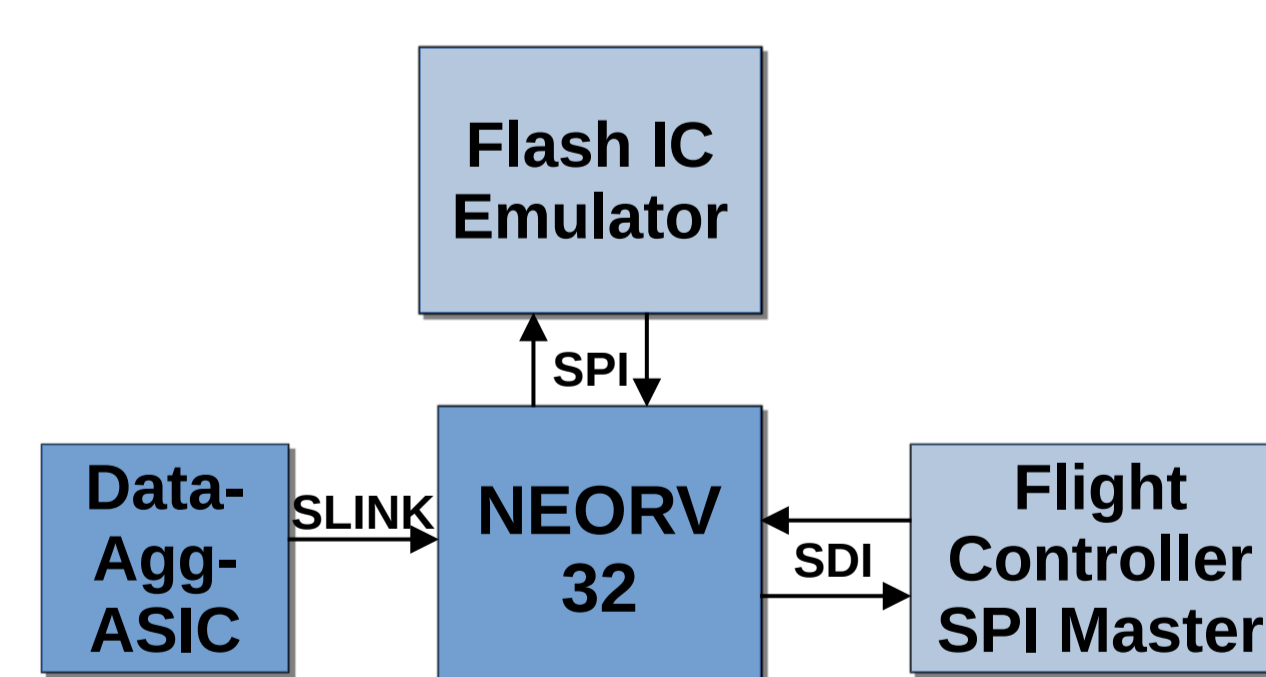 Flash IC
Emulator
SPI
Data-
Agg-
ASIC
SLINK
NEORV
32
SDI
Flight
Controller
SPI Master